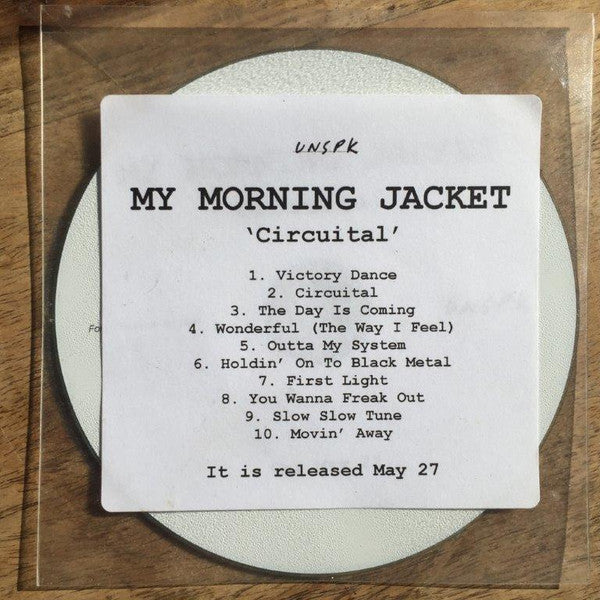 UNSPK
MY MORNING JACKET
‘Circuital’
1. Victory Dance
2. Circuital
3. The Day Is Coming
4. Wonderful (The Way I Feel)
5. Outta My System
6. Holdin’ On To Black Metal
7. First Light
8. You Wanna Freak Out
9. Slow Slow Tune
10. Movin’ Away
It is released May 27
Fo